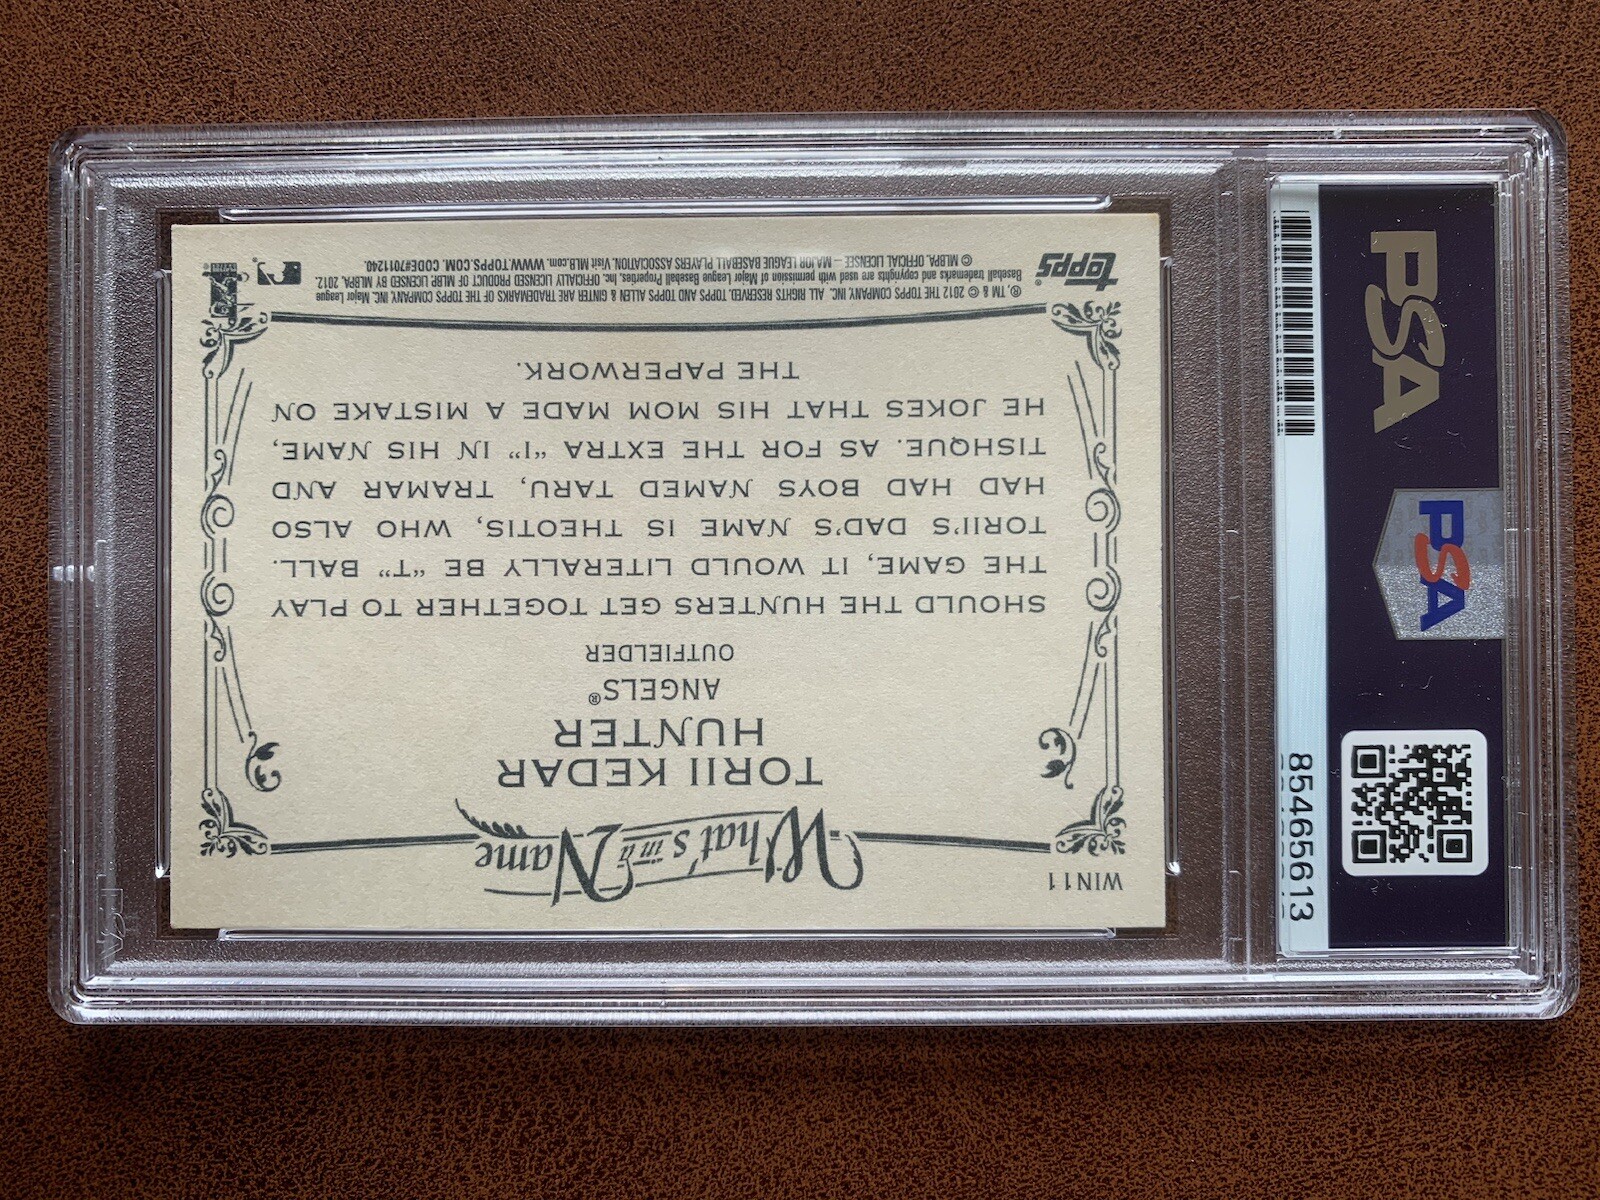 WIN11
What's in a Name
TORII KEDAR
HUNTER
ANGELS®
OUTFIELDER
SHOULD THE HUNTERS GET TOGETHER TO PLAY
THE GAME, IT WOULD LITERALLY BE "T" BALL.
TORII'S DAD'S NAME IS THEOTIS, WHO ALSO
HAD HAD BOYS NAMED TARU, TRAMAR AND
TISHQUE. AS FOR THE EXTRA "I" IN HIS NAME,
HE JOKES THAT HIS MOM MADE A MISTAKE ON
THE PAPERWORK.
®, TM & © 2012 THE TOPPS COMPANY, INC. ALL RIGHTS RESERVED. TOPPS AND ALLEN & GINTER ARE TRADEMARKS OF THE TOPPS COMPANY, INC. Major League
Baseball trademarks and copyrights are used with permission of Major League Baseball Properties, Inc. OFFICIALLY LICENSED PRODUCT OF MLBP. LICENSED BY MLBPA, 2012.
© MLBPA, OFFICIAL LICENSEE – MAJOR LEAGUE BASEBALL PLAYERS ASSOCIATION. Visit MLB.com. WWW.TOPPS.COM. CODE#7011240.
topps®
PSA
PSA
85465613